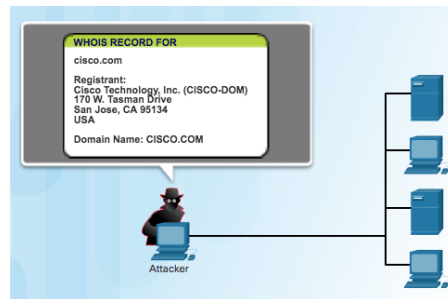 WHOIS RECORD FOR
cisco.com
Registrant:
Cisco Technology, Inc. (CISCO-DOM)
170 W. Tasman Drive
San Jose, CA 95134
USA
Domain Name: CISCO.COM
Attacker